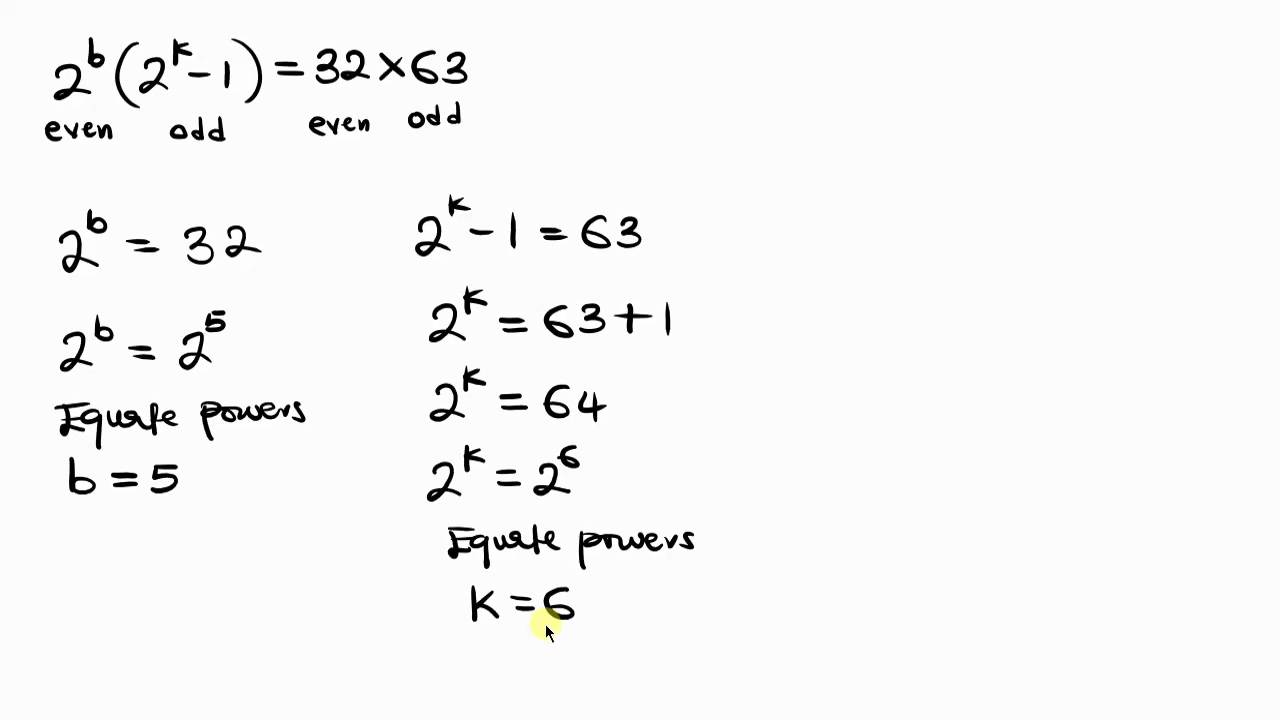 2^b (2^k - 1) = 32 × 63
even odd even odd
2^b = 32
2^b = 2^5
Equate powers
b = 5
2^k - 1 = 63
2^k = 63 + 1
2^k = 64
2^k = 2^6
Equate powers
k = 6